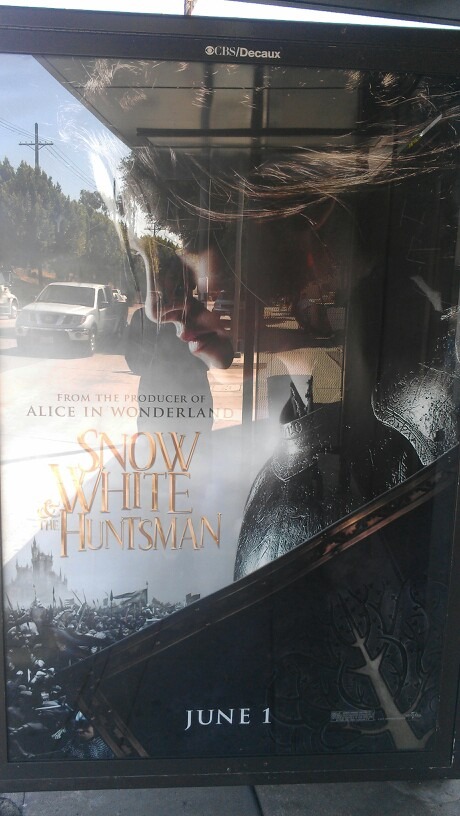 CBS/Decaux
FROM THE PRODUCER OF
ALICE IN WONDERLAND
SNOW
WHITE
& THE
HUNTSMAN
JUNE 1